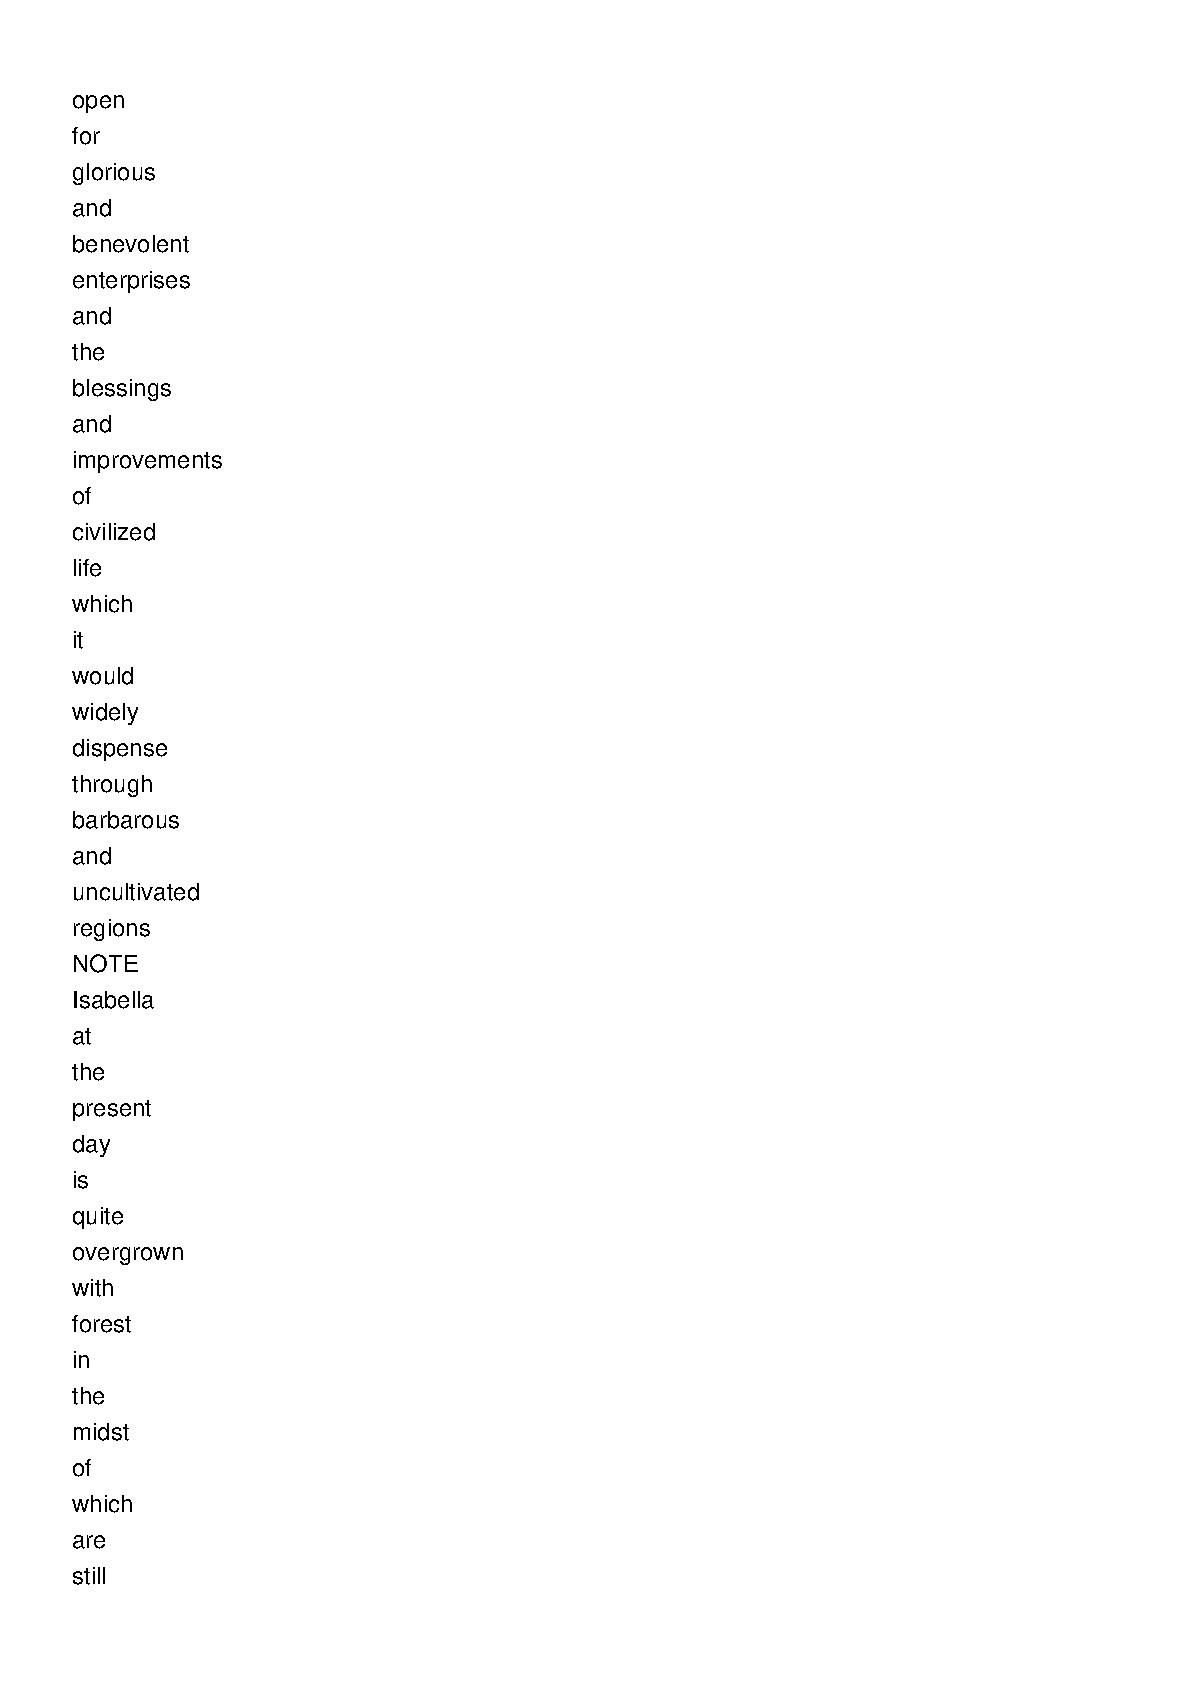 open
for
glorious
and
benevolent
enterprises
and
the
blessings
and
improvements
of
civilized
life
which
it
would
widely
dispense
through
barbarous
and
uncultivated
regions
NOTE
Isabella
at
the
present
day
is
quite
overgrown
with
forest
in
the
midst
of
which
are
still